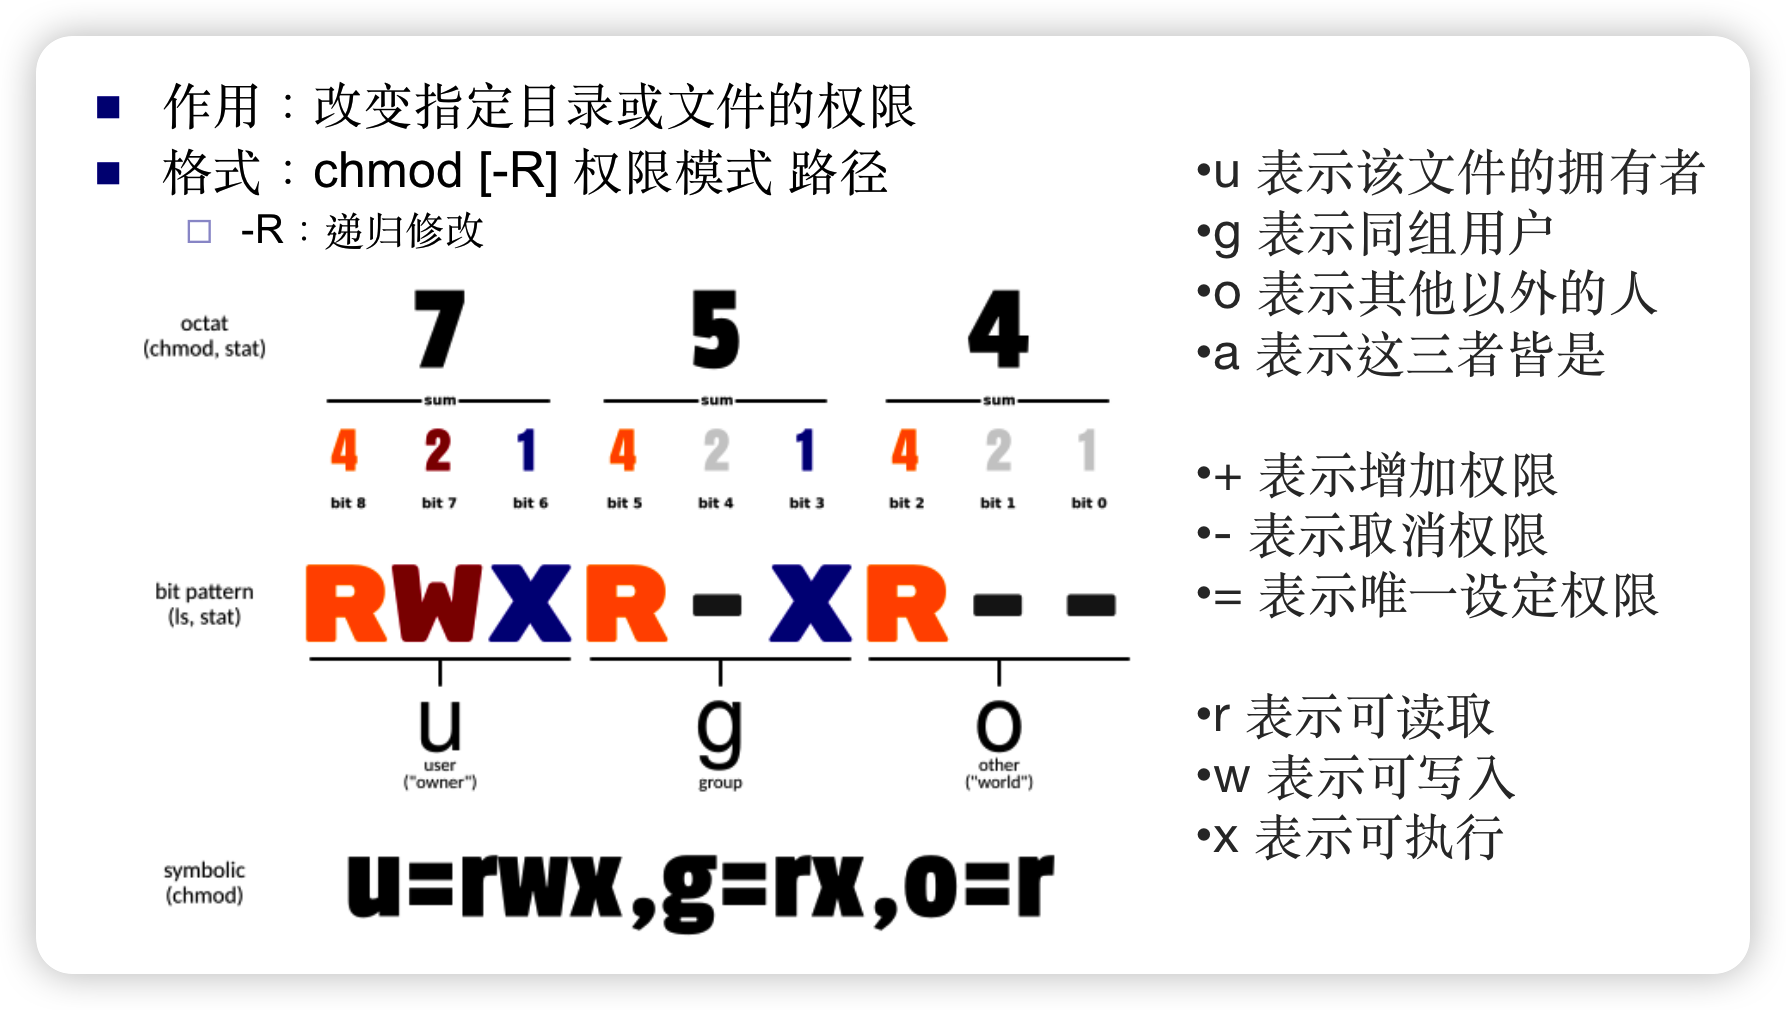 ■ 作用：改变指定目录或文件的权限
■ 格式：chmod [-R] 权限模式 路径
□ -R：递归修改
octat
(chmod, stat)
7 5 4
sum sum sum
4 2 1 4 2 1 4 2 1
bit 8 bit 7 bit 6 bit 5 bit 4 bit 3 bit 2 bit 1 bit 0
bit pattern
(ls, stat)
RWXR-XR--
u g o
user group other
("owner") ("world")
symbolic
(chmod)
u=rwx,g=rx,o=r
•u 表示该文件的拥有者
•g 表示同组用户
•o 表示其他以外的人
•a 表示这三者皆是
•+ 表示增加权限
•- 表示取消权限
•= 表示唯一设定权限
•r 表示可读取
•w 表示可写入
•x 表示可执行